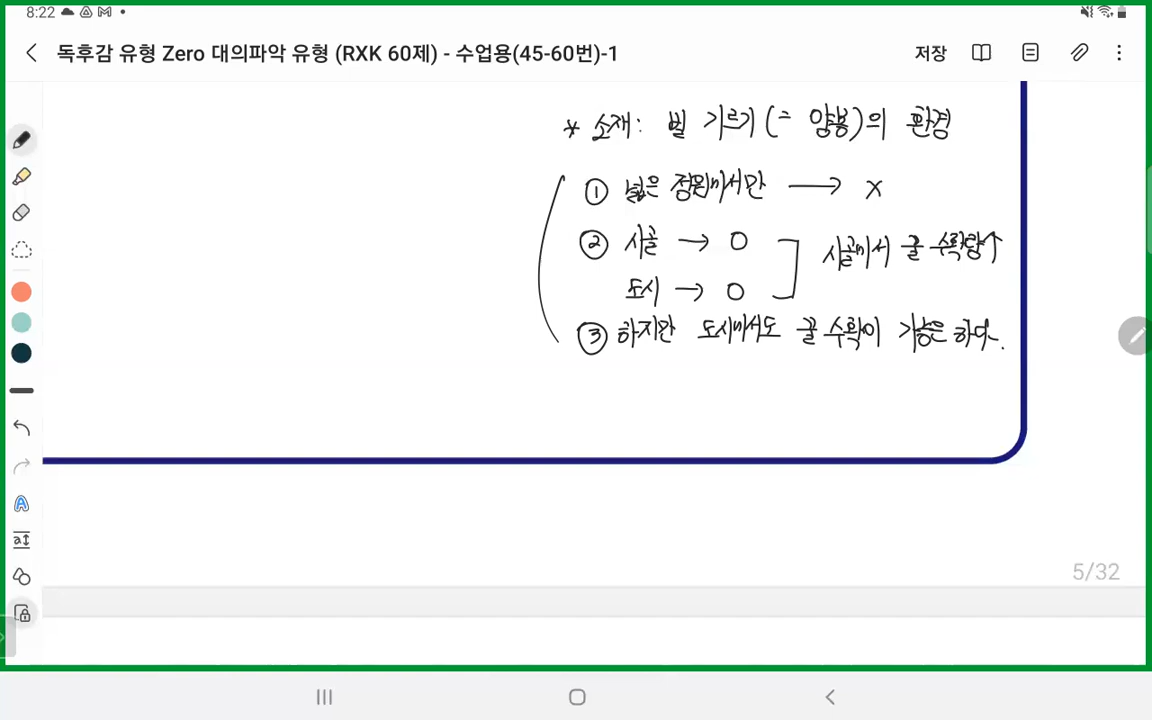 8:22
독후감 유형 Zero 대의파악 유형 (RXK 60제) - 수업용(45-60번)-1
저장
* 소재: 벌 기르기(= 양봉)의 환경
① 넓은 정원에서만 → x
② 시골 → O
도시 → O
시골에서 꿀 수확량↑
③ 하지만 도시에서도 꿀 수확이 가능은 하다.
5/32